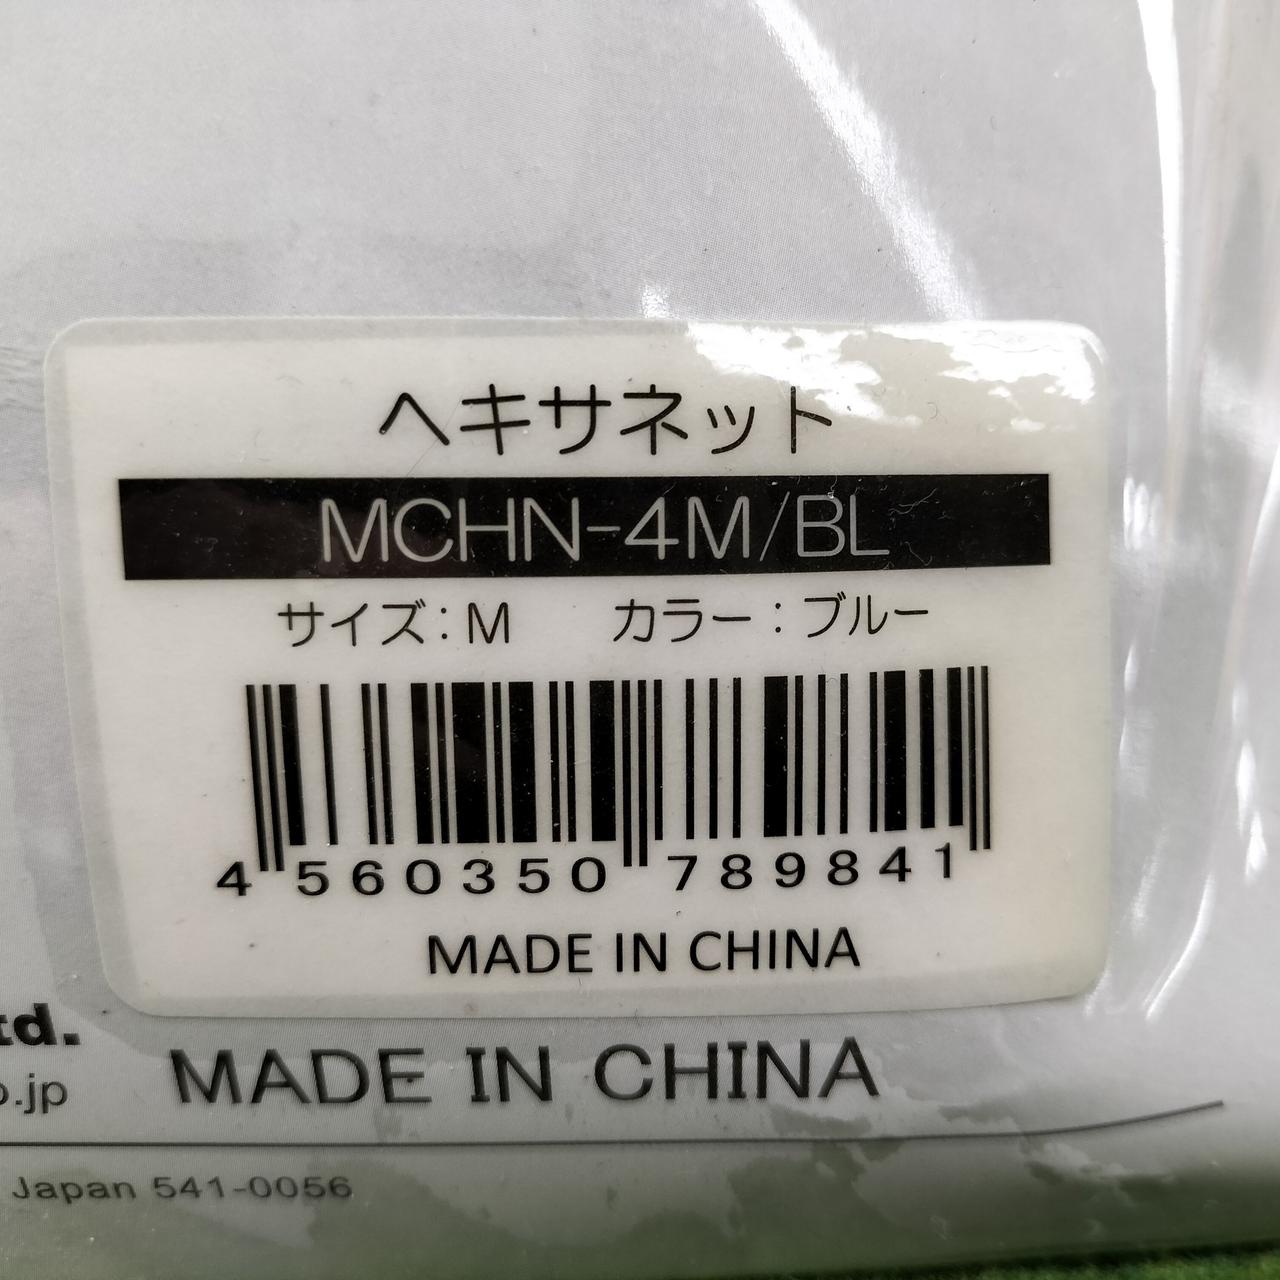 ヘキサネット
MCHN-4M/BL
サイズ:M カラー:ブルー
4 560350 789841
MADE IN CHINA
td.
o.jp
MADE IN CHINA
Japan 541-0056